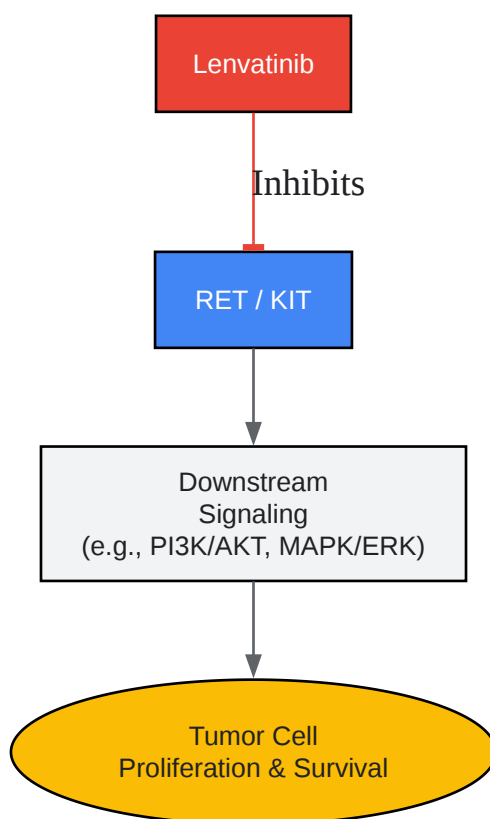 Lenvatinib
Inhibits
RET / KIT
Downstream
Signaling
(e.g., PI3K/AKT, MAPK/ERK)
Tumor Cell
Proliferation & Survival